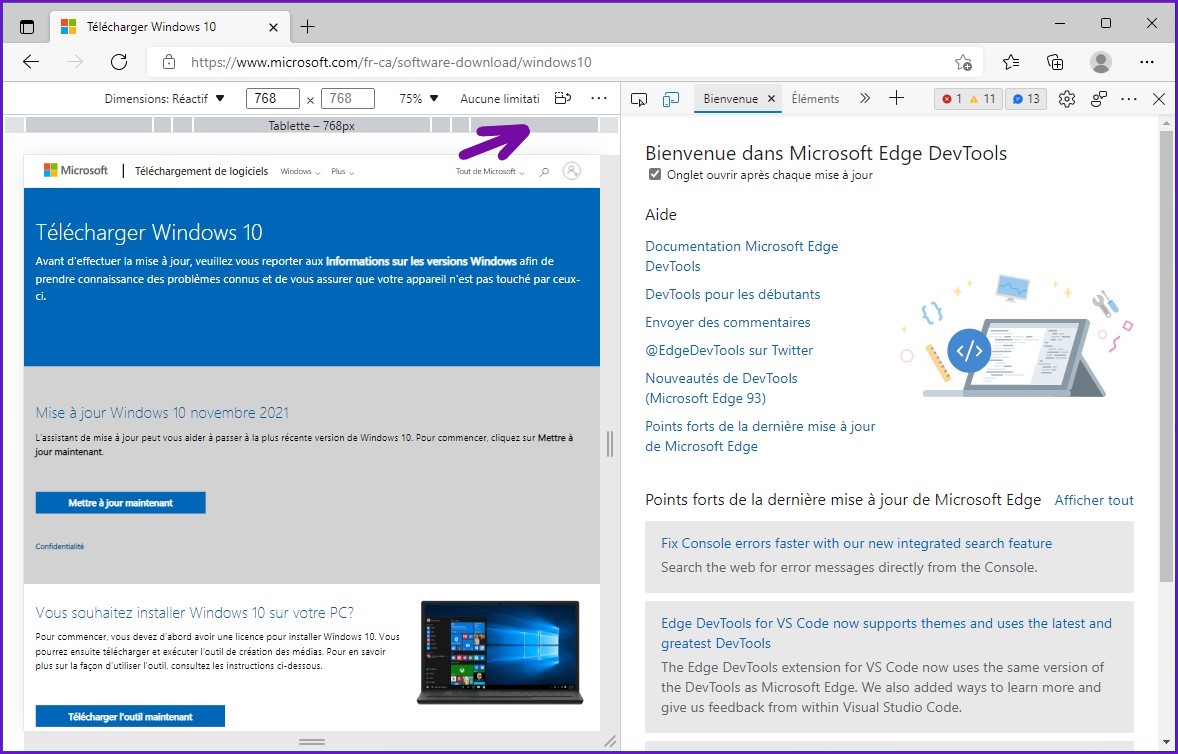 Télécharger Windows 10
https://www.microsoft.com/fr-ca/software-download/windows10
Dimensions: Réactif
768 x 768
75%
Aucune limitati
Tablette – 768px
Microsoft
Téléchargement de logiciels
Windows
Plus
Tout de Microsoft
Télécharger Windows 10
Avant d'effectuer la mise à jour, veuillez vous reporter aux Informations sur les versions Windows afin de
prendre connaissance des problèmes connus et de vous assurer que votre appareil n'est pas touché par ceux-
ci.
Mise à jour Windows 10 novembre 2021
L'assistant de mise à jour peut vous aider à passer à la plus récente version de Windows 10. Pour commencer, cliquez sur Mettre à
jour maintenant.
Mettre à jour maintenant
Confidentialité
Vous souhaitez installer Windows 10 sur votre PC?
Pour commencer, vous devez d'abord avoir une licence pour installer Windows 10. Vous
pourrez ensuite télécharger et exécuter l'outil de création des médias. Pour en savoir
plus sur la façon d'utiliser l'outil, consultez les instructions ci-dessous.
Télécharger l'outil maintenant
Bienvenue
Éléments
1 11 13
Bienvenue dans Microsoft Edge DevTools
Onglet ouvrir après chaque mise à jour
Aide
Documentation Microsoft Edge
DevTools
DevTools pour les débutants
Envoyer des commentaires
@EdgeDevTools sur Twitter
Nouveautés de DevTools
(Microsoft Edge 93)
Points forts de la dernière mise à jour
de Microsoft Edge
Points forts de la dernière mise à jour de Microsoft Edge
Afficher tout
Fix Console errors faster with our new integrated search feature
Search the web for error messages directly from the Console.
Edge DevTools for VS Code now supports themes and uses the latest and
greatest DevTools
The Edge DevTools extension for VS Code now uses the same version of
the DevTools as Microsoft Edge. We also added ways to learn more and
give us feedback from within Visual Studio Code.